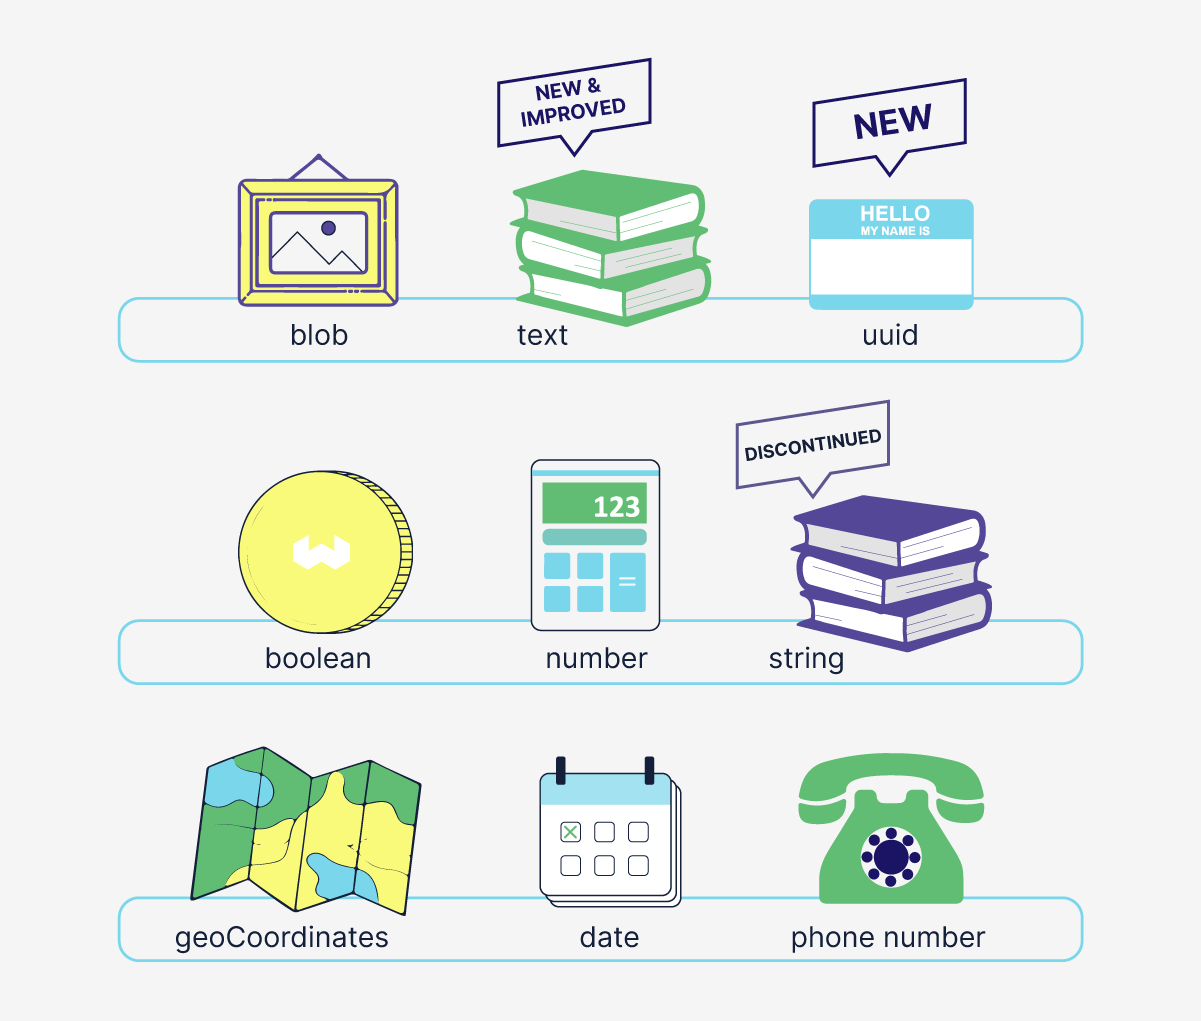 NEW &
IMPROVED
NEW
HELLO
MY NAME IS
blob
text
uuid
DISCONTINUED
123
=
boolean
number
string
geoCoordinates
date
phone number